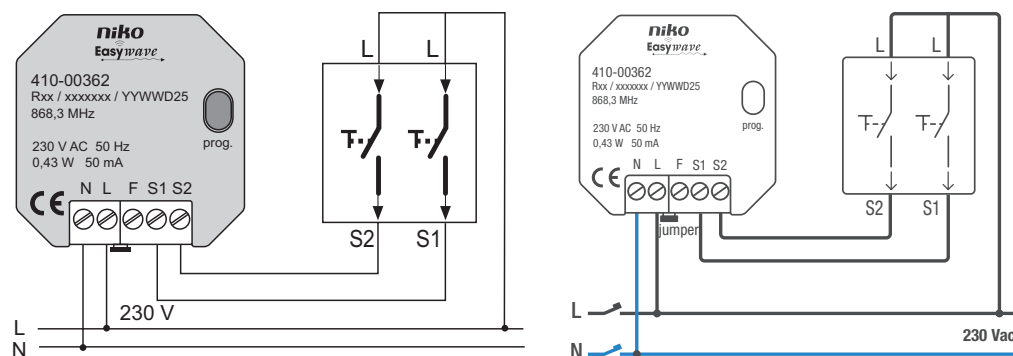 niko
Easywave
410-00362
Rxx / xxxxxxx / YYWWD25
868,3 MHz
prog.
230 V AC 50 Hz
0,43 W 50 mA
CE
N L F S1 S2
L L
S2 S1
230 V
L
N
niko
Easywave
410-00362
Rxx / xxxxxxx / YYWWD25
868,3 MHz
prog.
230 V AC 50 Hz
0,43 W 50 mA
CE
N L F S1 S2
jumper
L L
S2 S1
L
230 Vac
N